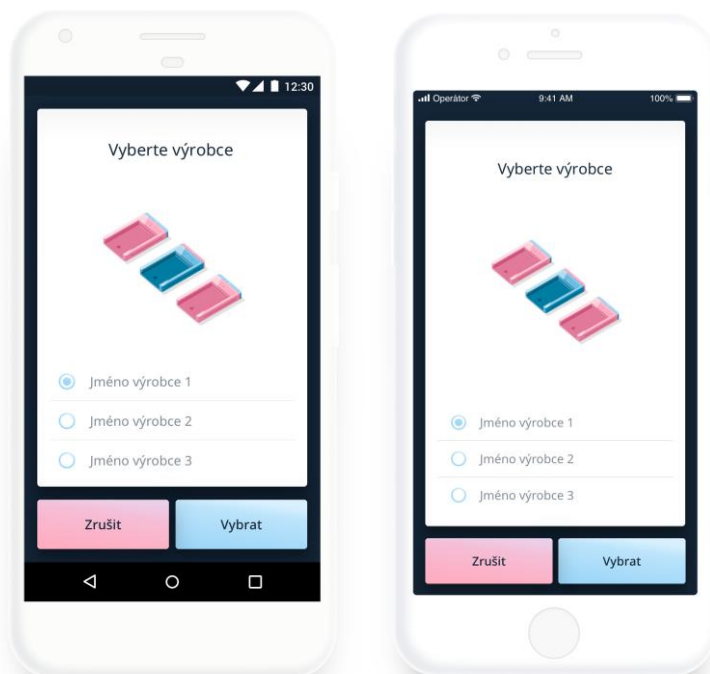 12:30
Vyberte výrobce
Jméno výrobce 1
Jméno výrobce 2
Jméno výrobce 3
Zrušit
Vybrat
Operátor
9:41 AM
100%
Vyberte výrobce
Jméno výrobce 1
Jméno výrobce 2
Jméno výrobce 3
Zrušit
Vybrat